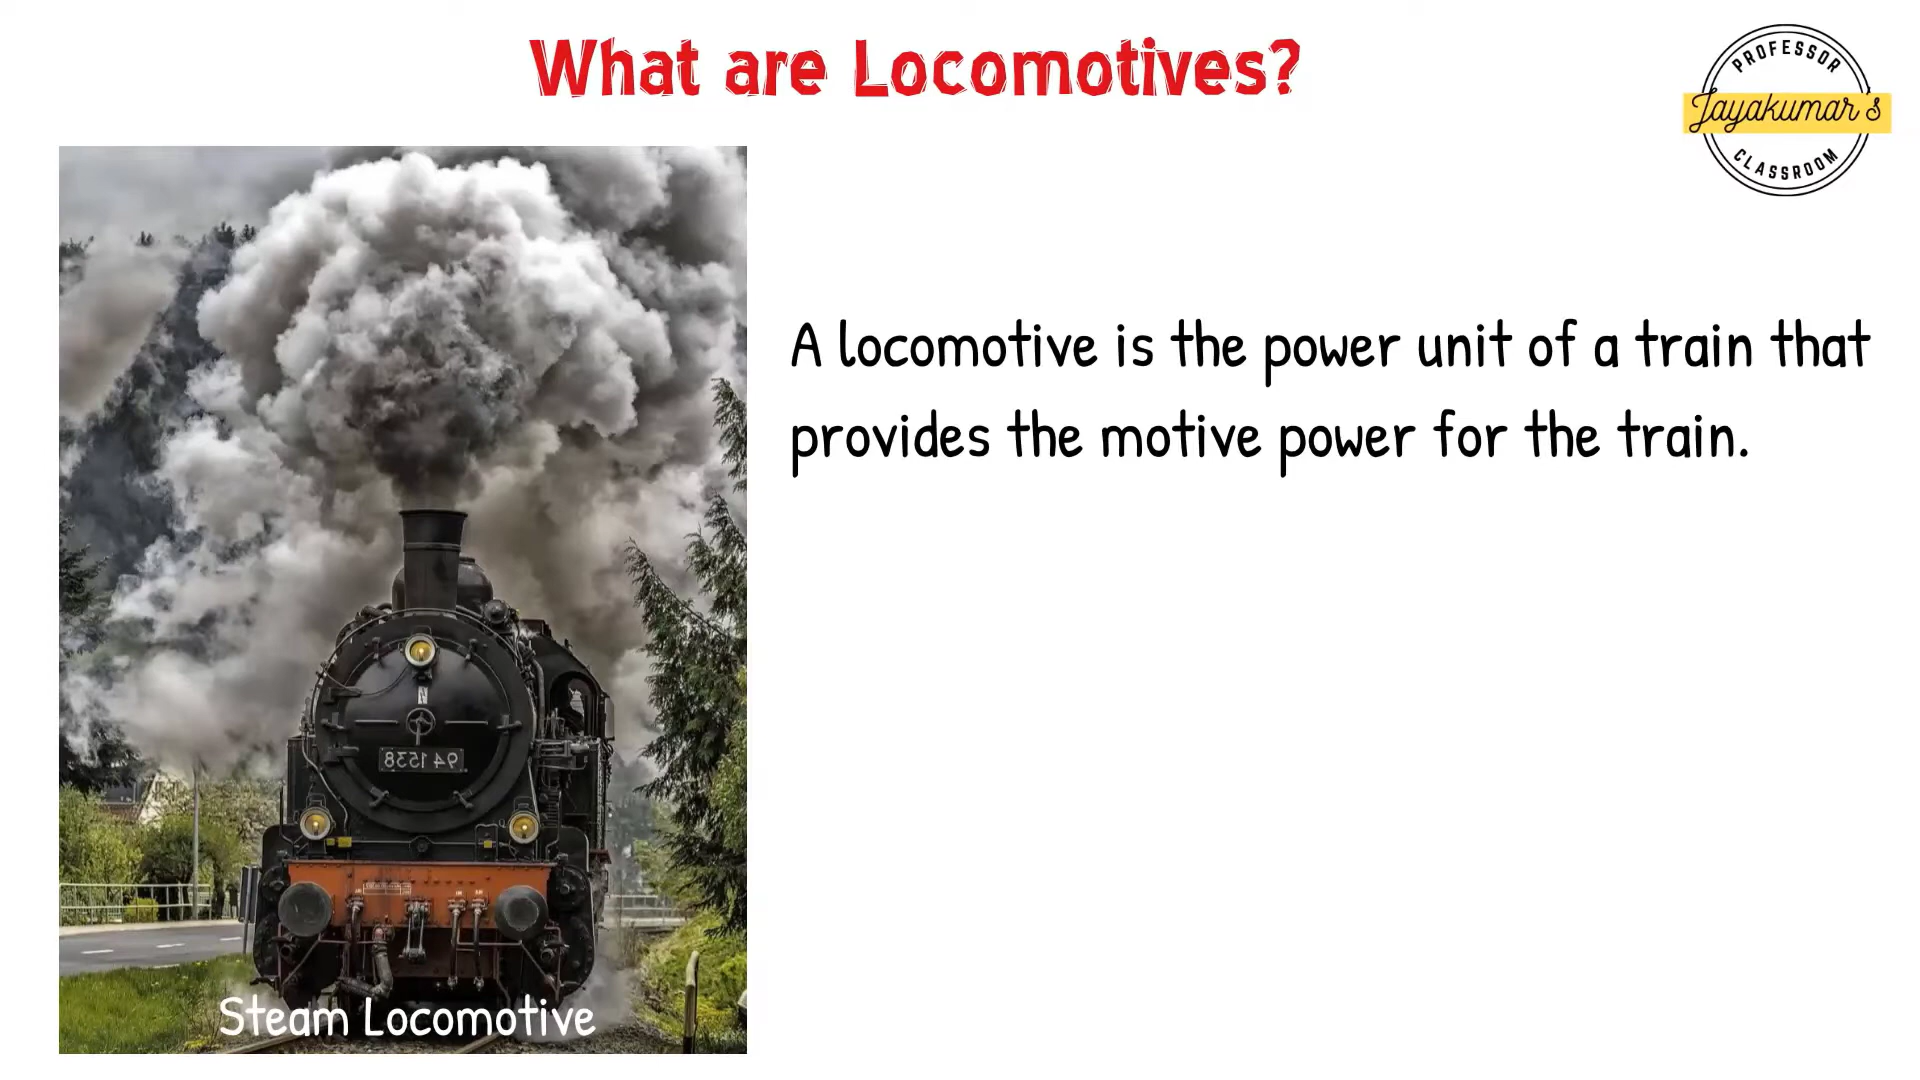 What are Locomotives?
PROFESSOR
Jayakumar's
CLASSROOM
A locomotive is the power unit of a train that
provides the motive power for the train.
94 1538
Steam Locomotive